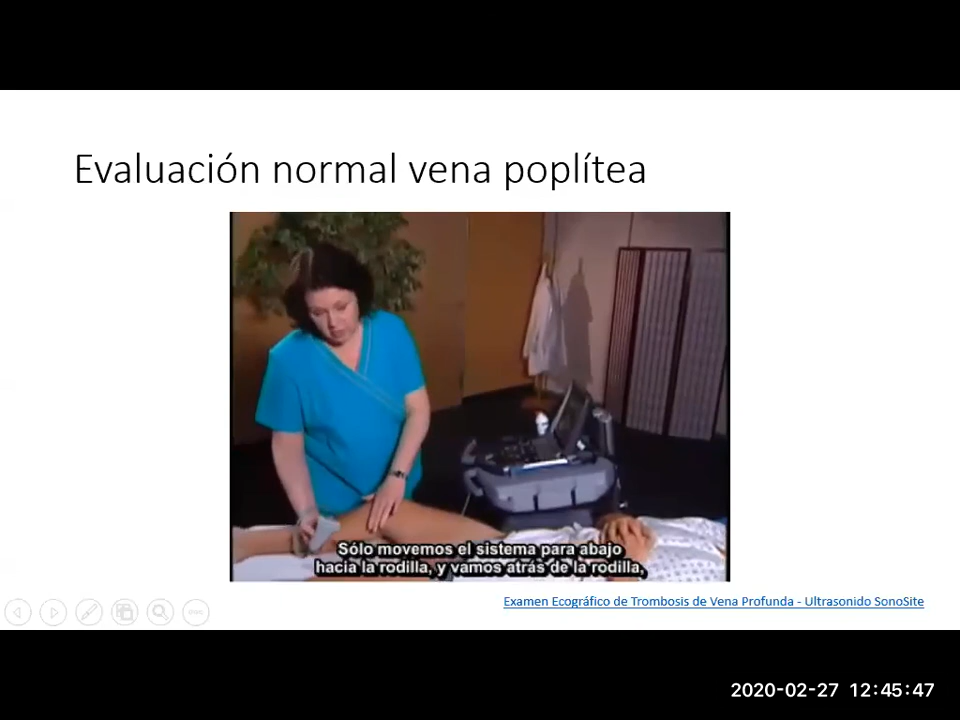 Evaluación normal vena poplítea
Sólo movemos el sistema para abajo
hacia la rodilla, y vamos atrás de la rodilla,
Examen Ecográfico de Trombosis de Vena Profunda - Ultrasonido SonoSite
2020-02-27 12:45:47